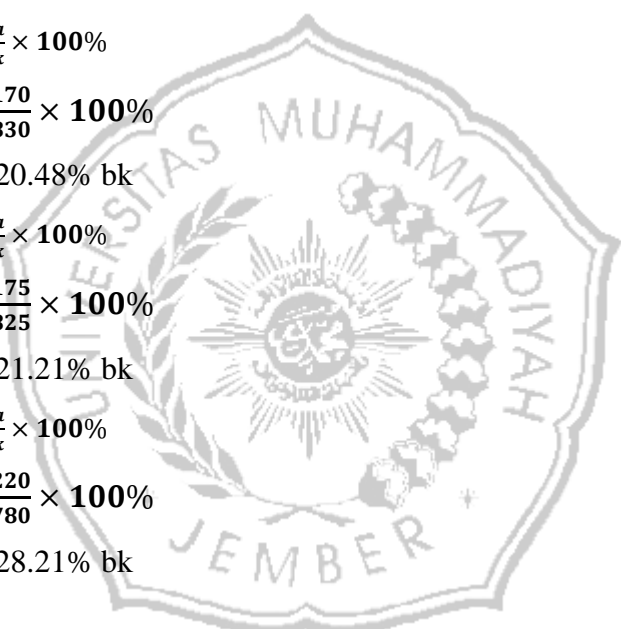 × 100%
170/830 × 100%
20.48% bk
× 100%
175/825 × 100%
21.21% bk
× 100%
220/780 × 100%
28.21% bk
UNIVERSITAS MUHAMMADIYAH
JEMBER